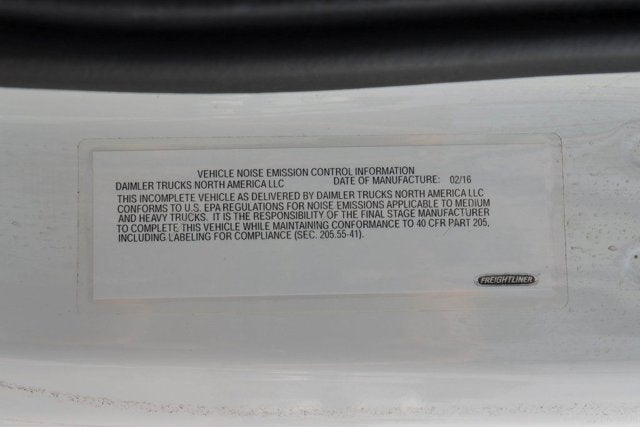 VEHICLE NOISE EMISSION CONTROL INFORMATION
DAIMLER TRUCKS NORTH AMERICA LLC DATE OF MANUFACTURE: 02/16
THIS INCOMPLETE VEHICLE AS DELIVERED BY DAIMLER TRUCKS NORTH AMERICA LLC
CONFORMS TO U.S. EPA REGULATIONS FOR NOISE EMISSIONS APPLICABLE TO MEDIUM
AND HEAVY TRUCKS. IT IS THE RESPONSIBILITY OF THE FINAL STAGE MANUFACTURER
TO COMPLETE THIS VEHICLE WHILE MAINTAINING CONFORMANCE TO 40 CFR PART 205,
INCLUDING LABELING FOR COMPLIANCE (SEC. 205.55-41).
FREIGHTLINER